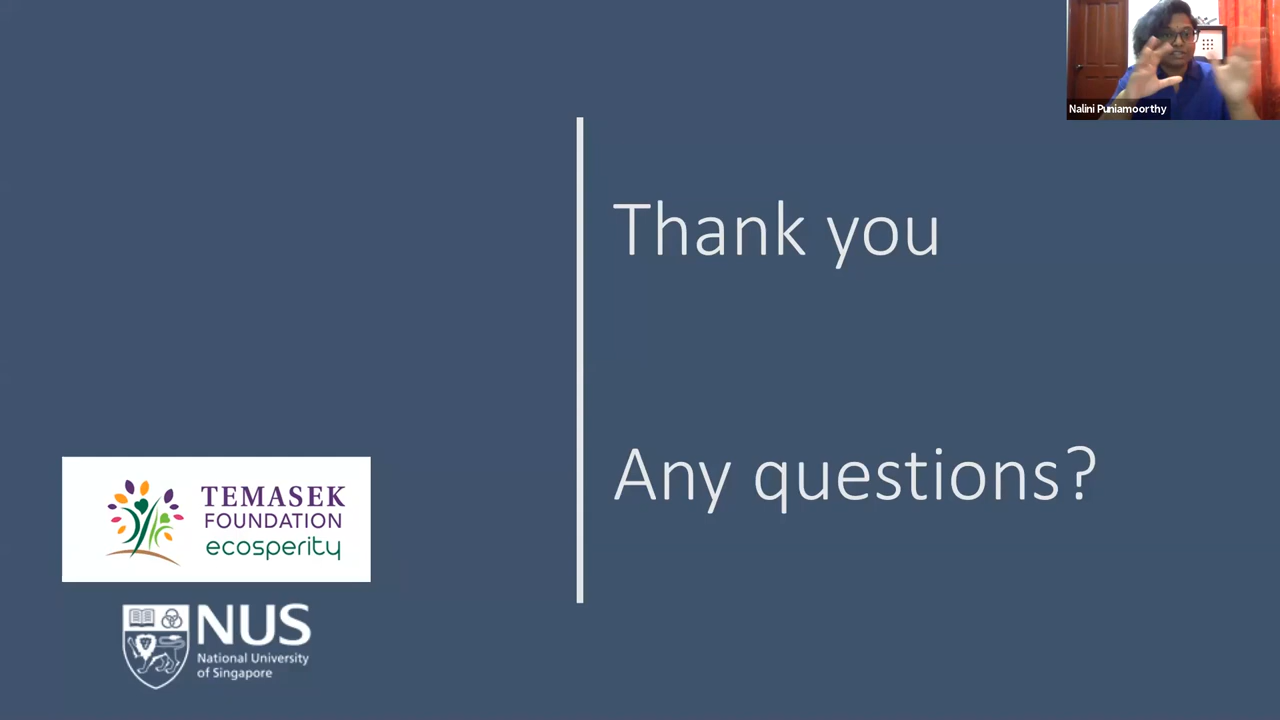 Nalini Puniamoorthy
Thank you
Any questions?
TEMASEK
FOUNDATION
ecosperity
NUS
National University
of Singapore